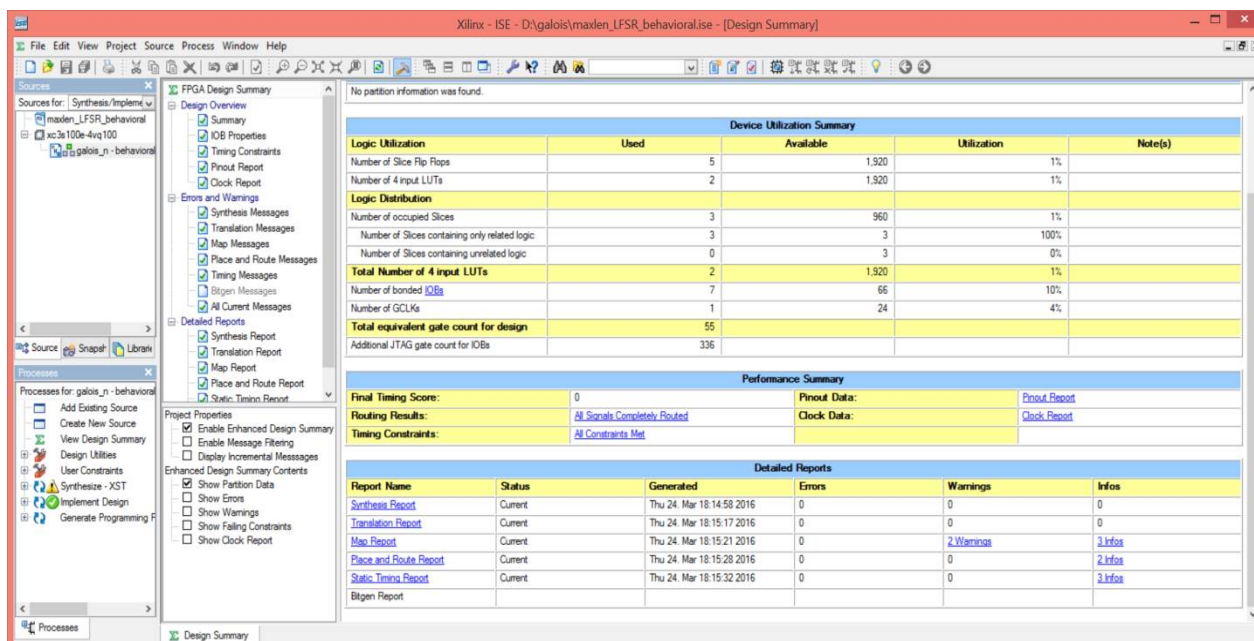 Xilinx - ISE - D:\galois\maxlen_LFSR_behavioral.ise - [Design Summary]
File Edit View Project Source Process Window Help
Sources
Sources for: Synthesis/Impleme
maxlen_LFSR_behavioral
xc3s100e-4vq100
galois_n - behavioral
Source Snapsh Librari
Processes
Processes for: galois_n - behavioral
Add Existing Source
Create New Source
View Design Summary
Design Utilities
User Constraints
Synthesize - XST
Implement Design
Generate Programming F
Processes
FPGA Design Summary
Design Overview
Summary
IOB Properties
Timing Constraints
Pinout Report
Clock Report
Errors and Warnings
Synthesis Messages
Translation Messages
Map Messages
Place and Route Messages
Timing Messages
Bitgen Messages
All Current Messages
Detailed Reports
Synthesis Report
Translation Report
Map Report
Place and Route Report
Static Timing Report
Project Properties
Enable Enhanced Design Summary
Enable Message Filtering
Display Incremental Messsages
Enhanced Design Summary Contents
Show Partition Data
Show Errors
Show Warnings
Show Failing Constraints
Show Clock Report
No partition information was found.
Device Utilization Summary
Logic Utilization Used Available Utilization Note(s)
Number of Slice Flip Flops 5 1,920 1%
Number of 4 input LUTs 2 1,920 1%
Logic Distribution
Number of occupied Slices 3 960 1%
Number of Slices containing only related logic 3 3 100%
Number of Slices containing unrelated logic 0 3 0%
Total Number of 4 input LUTs 2 1,920 1%
Number of bonded IOBs 7 66 10%
Number of GCLKs 1 24 4%
Total equivalent gate count for design 55
Additional JTAG gate count for IOBs 336
Performance Summary
Final Timing Score: 0 Pinout Data: Pinout Report
Routing Results: All Signals Completely Routed Clock Data: Clock Report
Timing Constraints: All Constraints Met
Detailed Reports
Report Name Status Generated Errors Warnings Infos
Synthesis Report Current Thu 24. Mar 18:14:58 2016 0 0 0
Translation Report Current Thu 24. Mar 18:15:17 2016 0 0 0
Map Report Current Thu 24. Mar 18:15:21 2016 0 2 Warnings 3 Infos
Place and Route Report Current Thu 24. Mar 18:15:28 2016 0 0 2 Infos
Static Timing Report Current Thu 24. Mar 18:15:32 2016 0 0 3 Infos
Bitgen Report
Design Summary